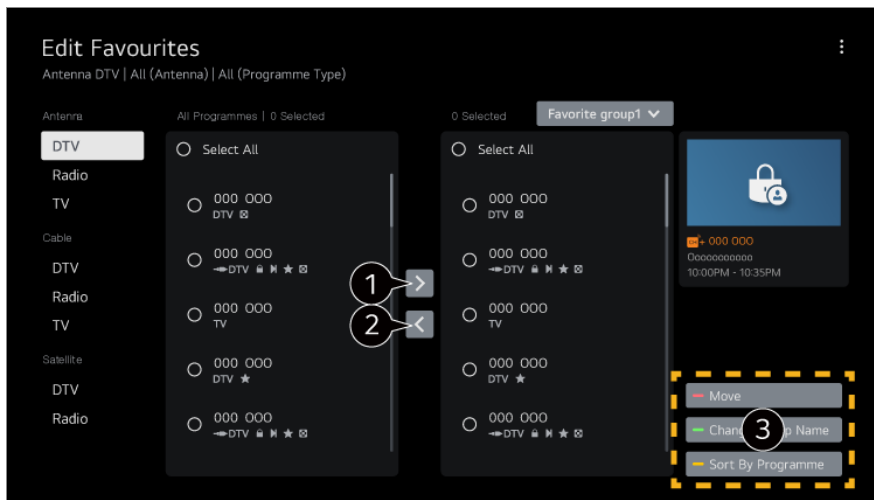 Edit Favourites
Antenna DTV | All (Antenna) | All (Programme Type)
Antenna
DTV
Radio
TV
Cable
DTV
Radio
TV
Satellite
DTV
Radio
All Programmes | 0 Selected
Select All
000 000
DTV
000 000
DTV
000 000
TV
000 000
DTV
000 000
DTV
1
2
0 Selected
Favorite group1
Select All
000 000
DTV
000 000
DTV
000 000
TV
000 000
DTV
000 000
DTV
000 000
Oooooooooo
10:00PM - 10:35PM
Move
3
Name
Sort By Programme